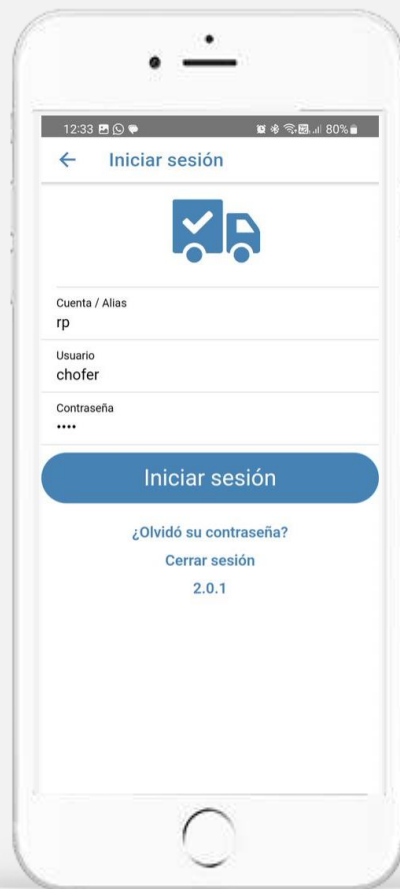 12:33 80%
Iniciar sesión
Cuenta / Alias
rp
Usuario
chofer
Contraseña
••••
Iniciar sesión
¿Olvidó su contraseña?
Cerrar sesión
2.0.1